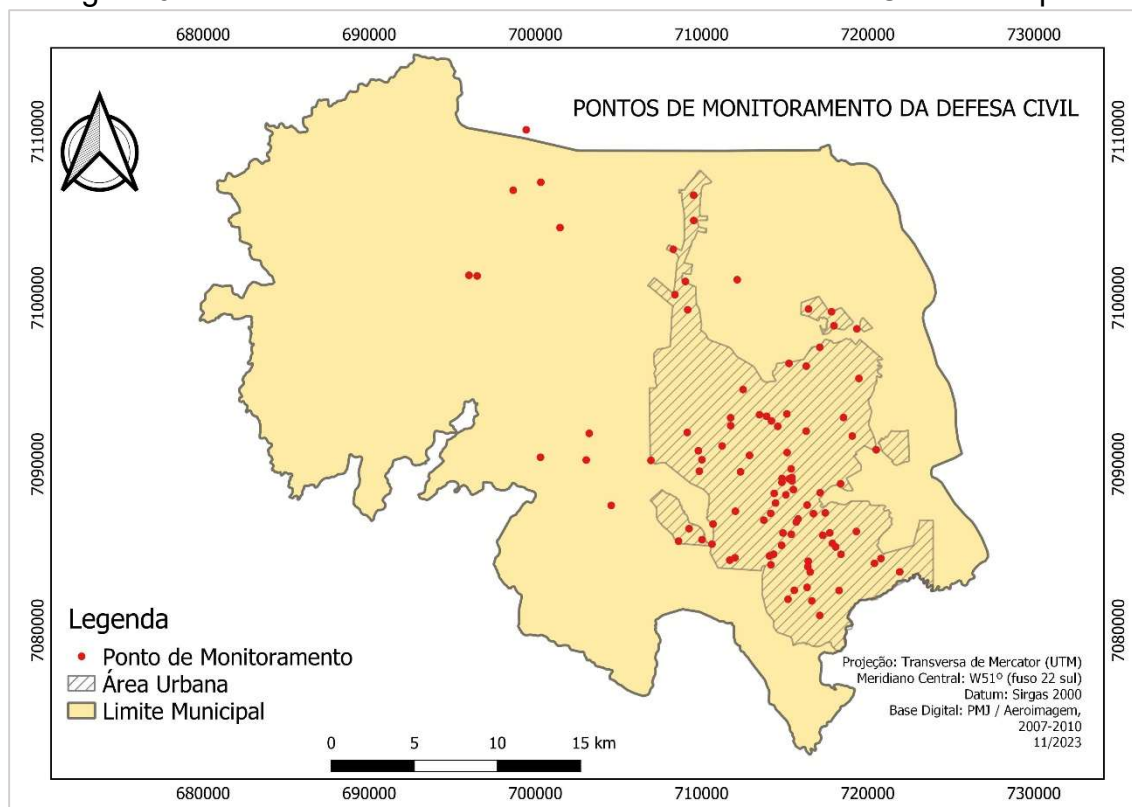 680000 690000 700000 710000 720000 730000
PONTOS DE MONITORAMENTO DA DEFESA CIVIL
7110000 7110000
7100000 7100000
7090000 7090000
7080000 7080000
Legenda
Ponto de Monitoramento
Área Urbana
Limite Municipal
Projeção: Transversa de Mercator (UTM)
Meridiano Central: W51º (fuso 22 sul)
Datum: Sirgas 2000
Base Digital: PMJ / Aeroimagem,
2007-2010
11/2023
0 5 10 15 km
680000 690000 700000 710000 720000 730000